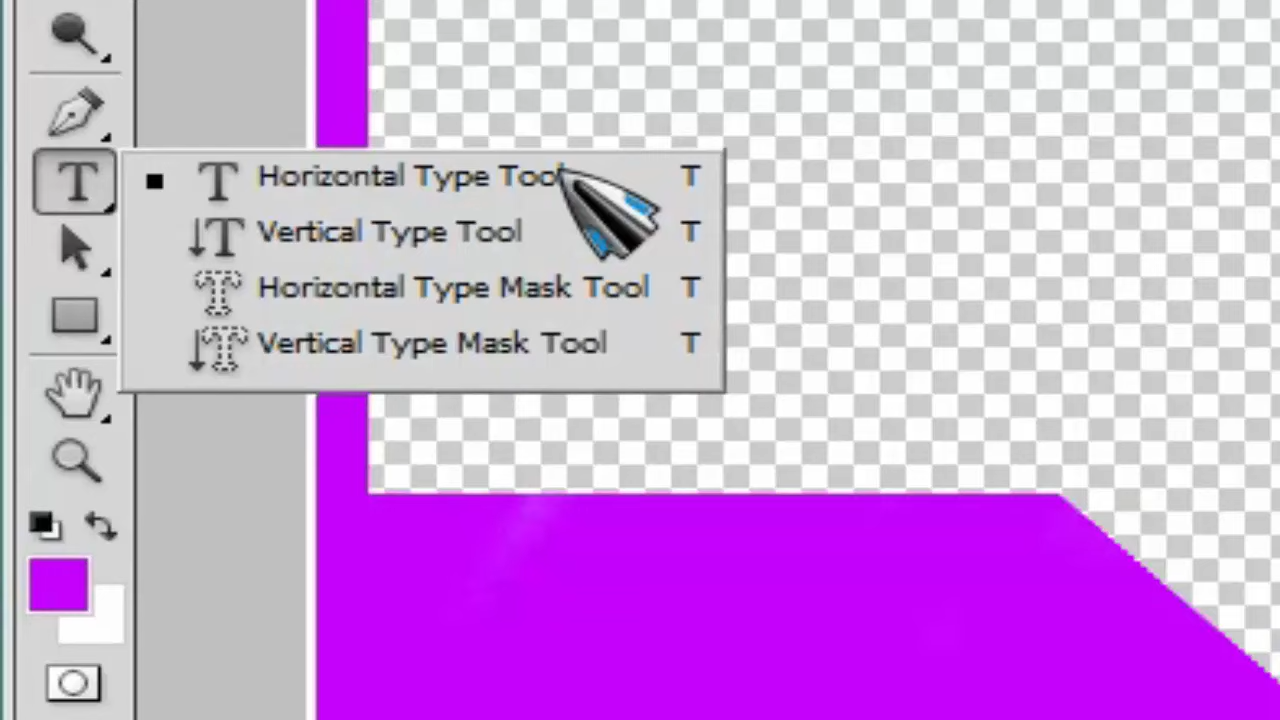 Horizontal Type Tool T
Vertical Type Tool T
Horizontal Type Mask Tool T
Vertical Type Mask Tool T